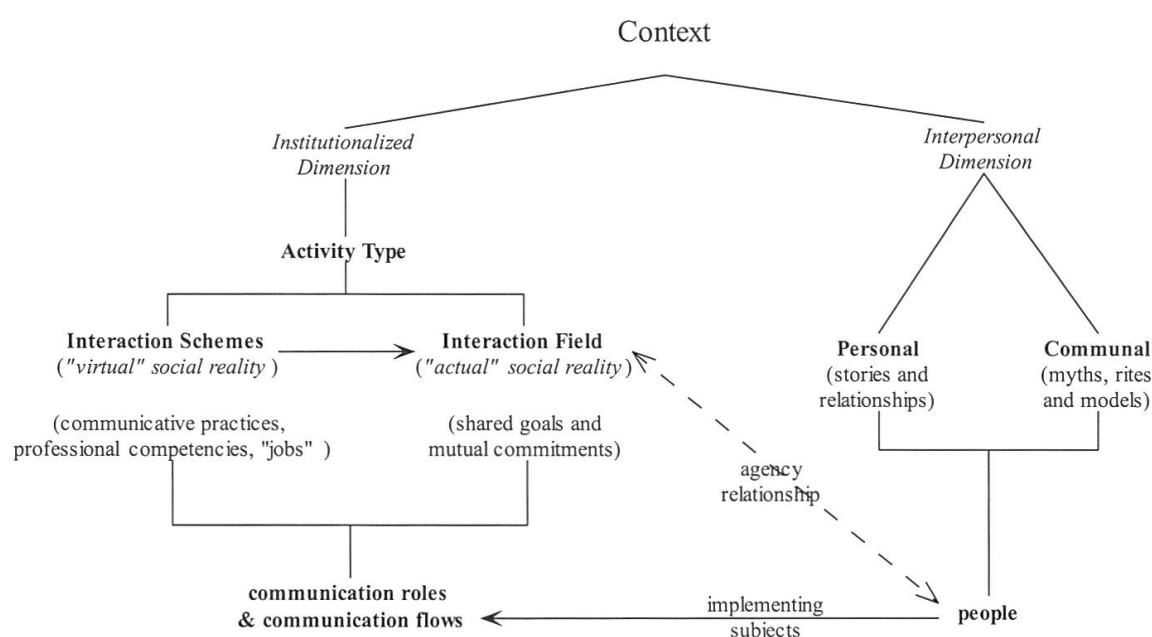 Context
Institutionalized
Dimension
Interpersonal
Dimension
Activity Type
Interaction Schemes
("virtual" social reality )
(communicative practices,
professional competencies, "jobs" )
Interaction Field
("actual" social reality)
(shared goals and
mutual commitments)
Personal
(stories and
relationships)
Communal
(myths, rites
and models)
agency
relationship
communication roles
& communication flows
implementing
subjects
people